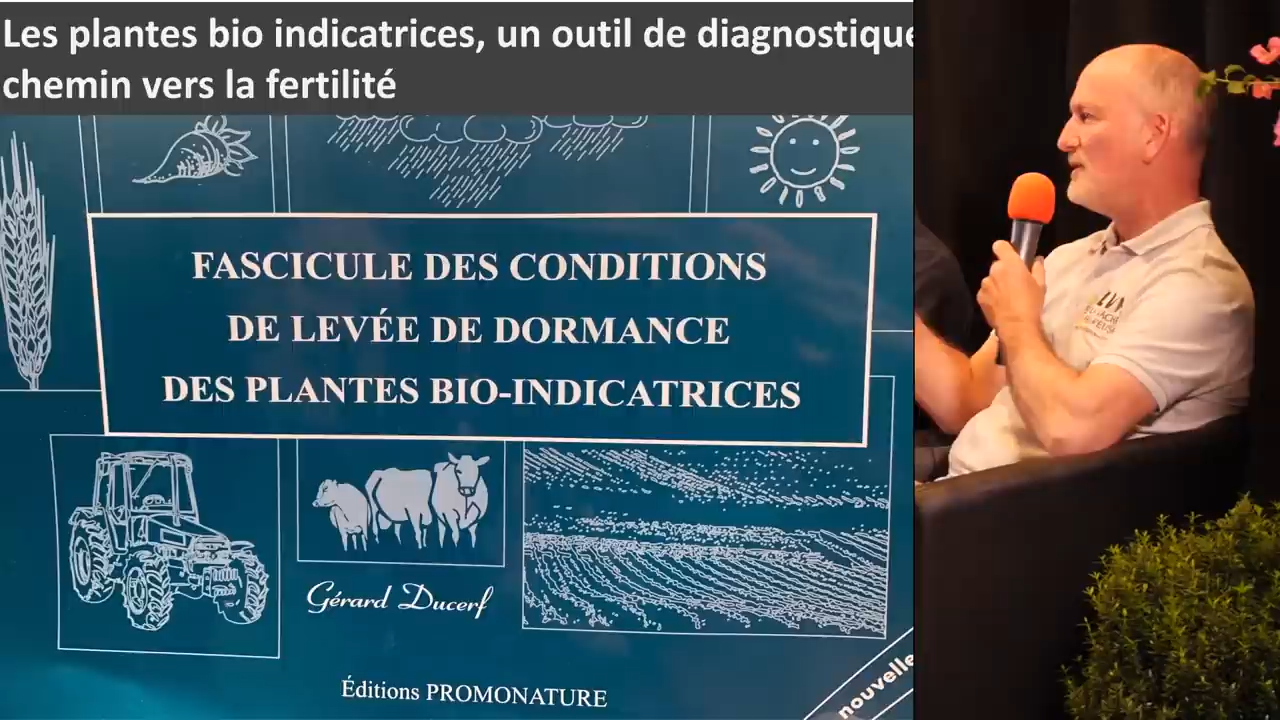 Les plantes bio indicatrices, un outil de diagnostique
chemin vers la fertilité
FASCICULE DES CONDITIONS
DE LEVÉE DE DORMANCE
DES PLANTES BIO-INDICATRICES
Gérard Ducerf
Éditions PROMONATURE
nouvelle